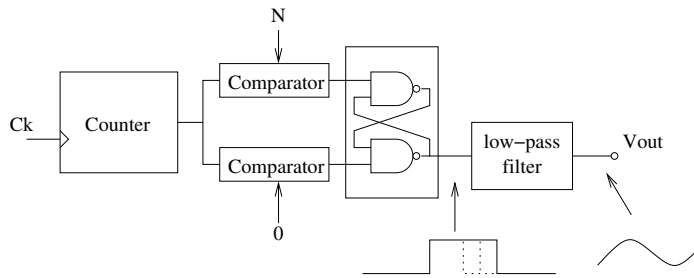 N
Comparator
Ck
Counter
Comparator
0
low−pass
filter
Vout